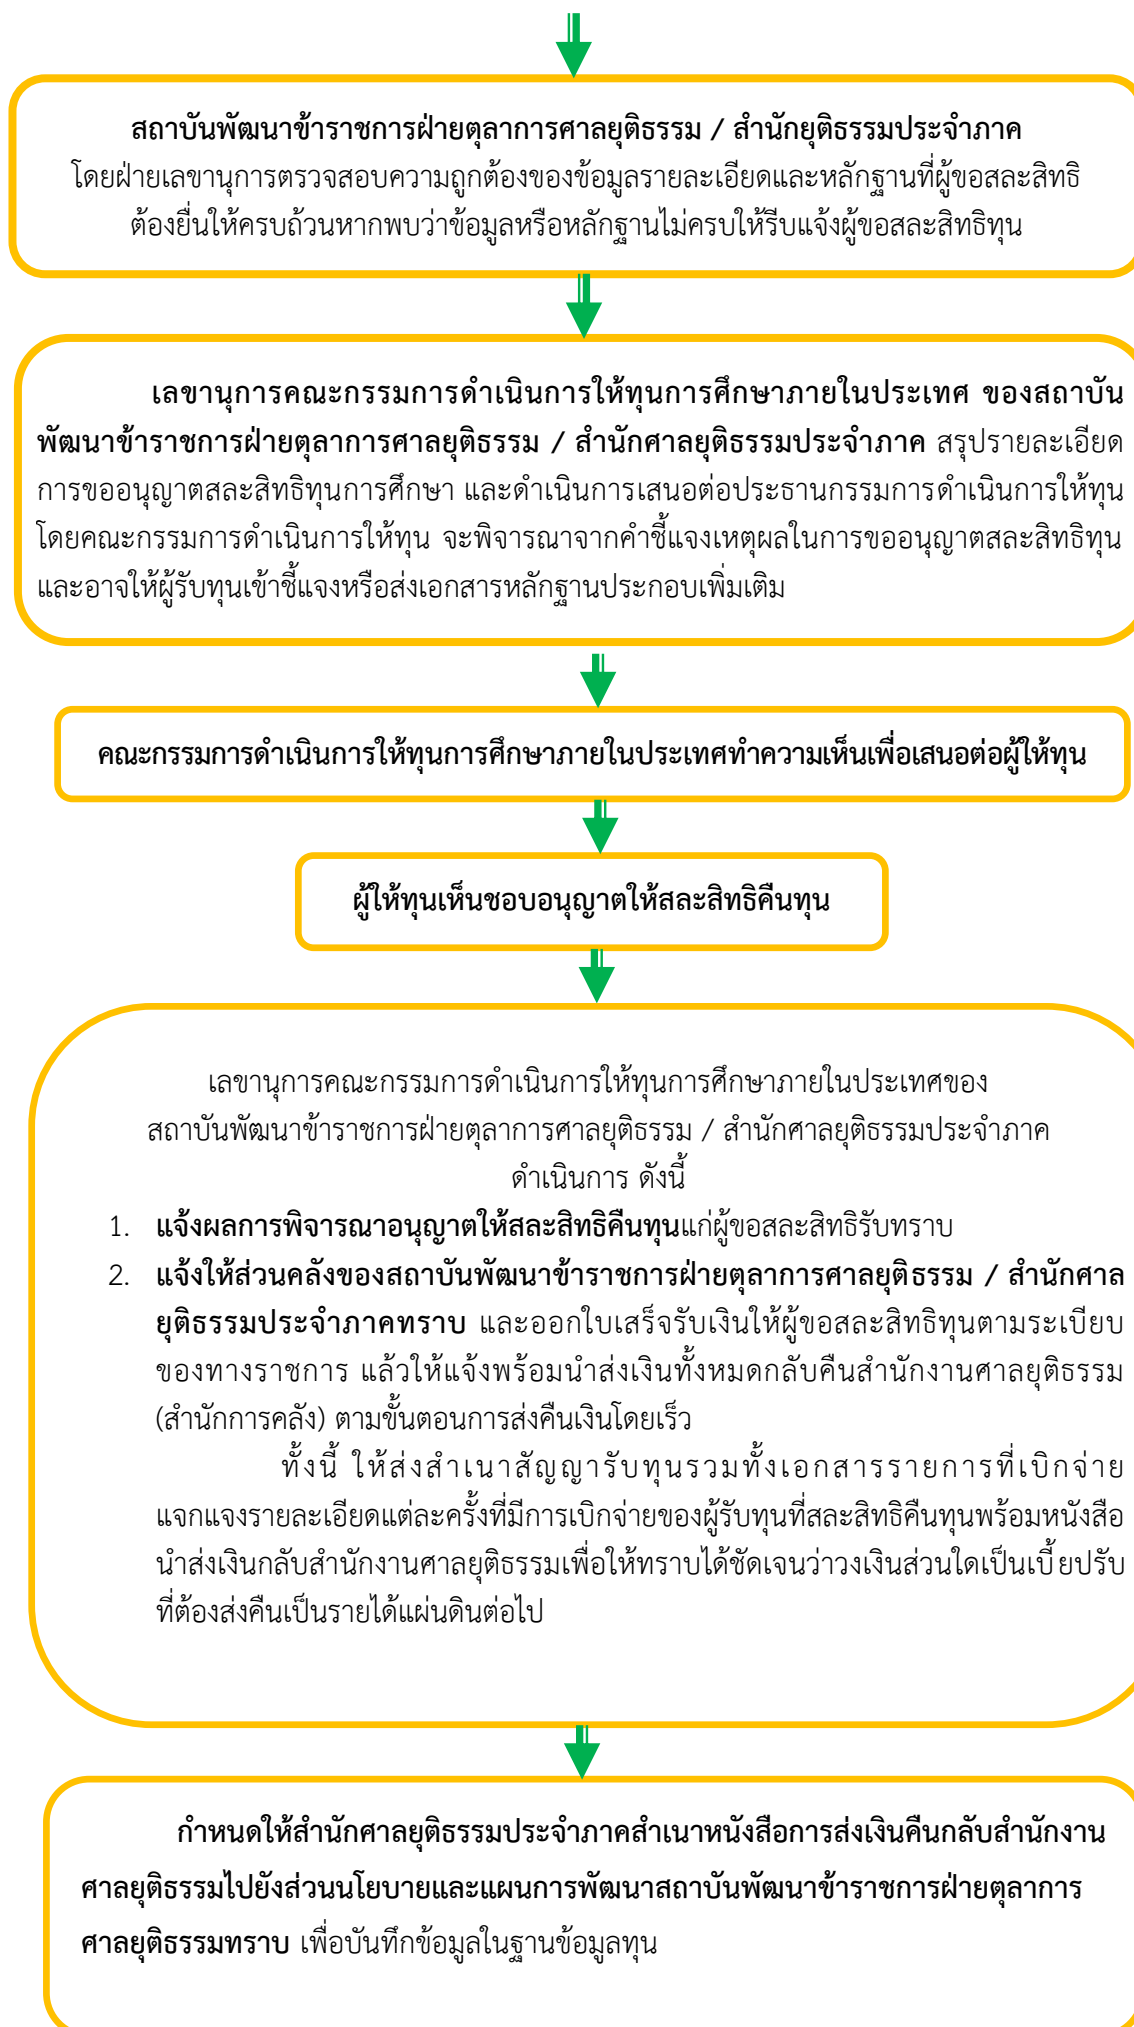 สถาบันพัฒนาข้าราชการฝ่ายตุลาการศาลยุติธรรม / สำนักยุติธรรมประจำภาค
โดยฝ่ายเลขานุการตรวจสอบความถูกต้องของข้อมูลรายละเอียดและหลักฐานที่ผู้ขอสละสิทธิ
ต้องยื่นให้ครบถ้วนหากพบว่าข้อมูลหรือหลักฐานไม่ครบให้รีบแจ้งผู้ขอสละสิทธิทุน
เลขานุการคณะกรรมการดำเนินการให้ทุนการศึกษาภายในประเทศ ของสถาบัน
พัฒนาข้าราชการฝ่ายตุลาการศาลยุติธรรม / สำนักศาลยุติธรรมประจำภาค สรุปรายละเอียด
การขออนุญาตสละสิทธิทุนการศึกษา และดำเนินการเสนอต่อประธานกรรมการดำเนินการให้ทุน
โดยคณะกรรมการดำเนินการให้ทุน จะพิจารณาจากคำชี้แจงเหตุผลในการขออนุญาตสละสิทธิทุน
และอาจให้ผู้รับทุนเข้าชี้แจงหรือส่งเอกสารหลักฐานประกอบเพิ่มเติม
คณะกรรมการดำเนินการให้ทุนการศึกษาภายในประเทศทำความเห็นเพื่อเสนอต่อผู้ให้ทุน
ผู้ให้ทุนเห็นชอบอนุญาตให้สละสิทธิคืนทุน
เลขานุการคณะกรรมการดำเนินการให้ทุนการศึกษาภายในประเทศของ
สถาบันพัฒนาข้าราชการฝ่ายตุลาการศาลยุติธรรม / สำนักศาลยุติธรรมประจำภาค
ดำเนินการ ดังนี้
1. แจ้งผลการพิจารณาอนุญาตให้สละสิทธิคืนทุนแก่ผู้ขอสละสิทธิรับทราบ
2. แจ้งให้ส่วนคลังของสถาบันพัฒนาข้าราชการฝ่ายตุลาการศาลยุติธรรม / สำนักศาล
ยุติธรรมประจำภาคทราบ และออกใบเสร็จรับเงินให้ผู้ขอสละสิทธิทุนตามระเบียบ
ของทางราชการ แล้วให้แจ้งพร้อมนำส่งเงินทั้งหมดกลับคืนสำนักงานศาลยุติธรรม
(สำนักการคลัง) ตามขั้นตอนการส่งคืนเงินโดยเร็ว
ทั้งนี้ ให้ส่งสำเนาสัญญารับทุนรวมทั้งเอกสารรายการที่เบิกจ่าย
แจกแจงรายละเอียดแต่ละครั้งที่มีการเบิกจ่ายของผู้รับทุนที่สละสิทธิคืนทุนพร้อมหนังสือ
นำส่งเงินกลับสำนักงานศาลยุติธรรมเพื่อให้ทราบได้ชัดเจนว่าวงเงินส่วนใดเป็นเบี้ยปรับ
ที่ต้องส่งคืนเป็นรายได้แผ่นดินต่อไป
กำหนดให้สำนักศาลยุติธรรมประจำภาคสำเนาหนังสือการส่งเงินคืนกลับสำนักงาน
ศาลยุติธรรมไปยังส่วนนโยบายและแผนการพัฒนาสถาบันพัฒนาข้าราชการฝ่ายตุลาการ
ศาลยุติธรรมทราบ เพื่อบันทึกข้อมูลในฐานข้อมูลทุน